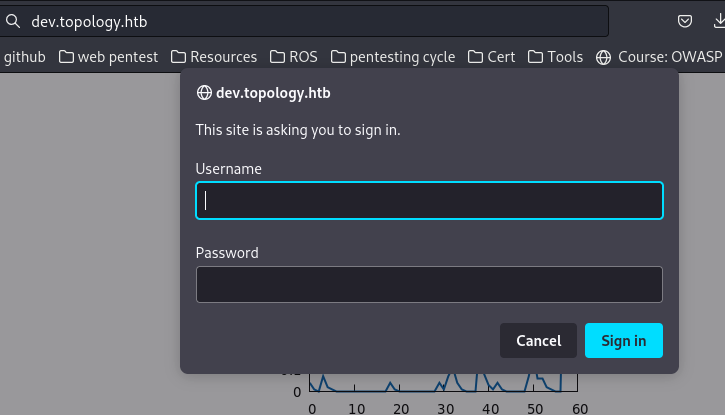 dev.topology.htb
github web pentest Resources ROS pentesting cycle Cert Tools Course: OWASP
dev.topology.htb
This site is asking you to sign in.
Username
Password
Cancel Sign in
0
0 10 20 30 40 50 60